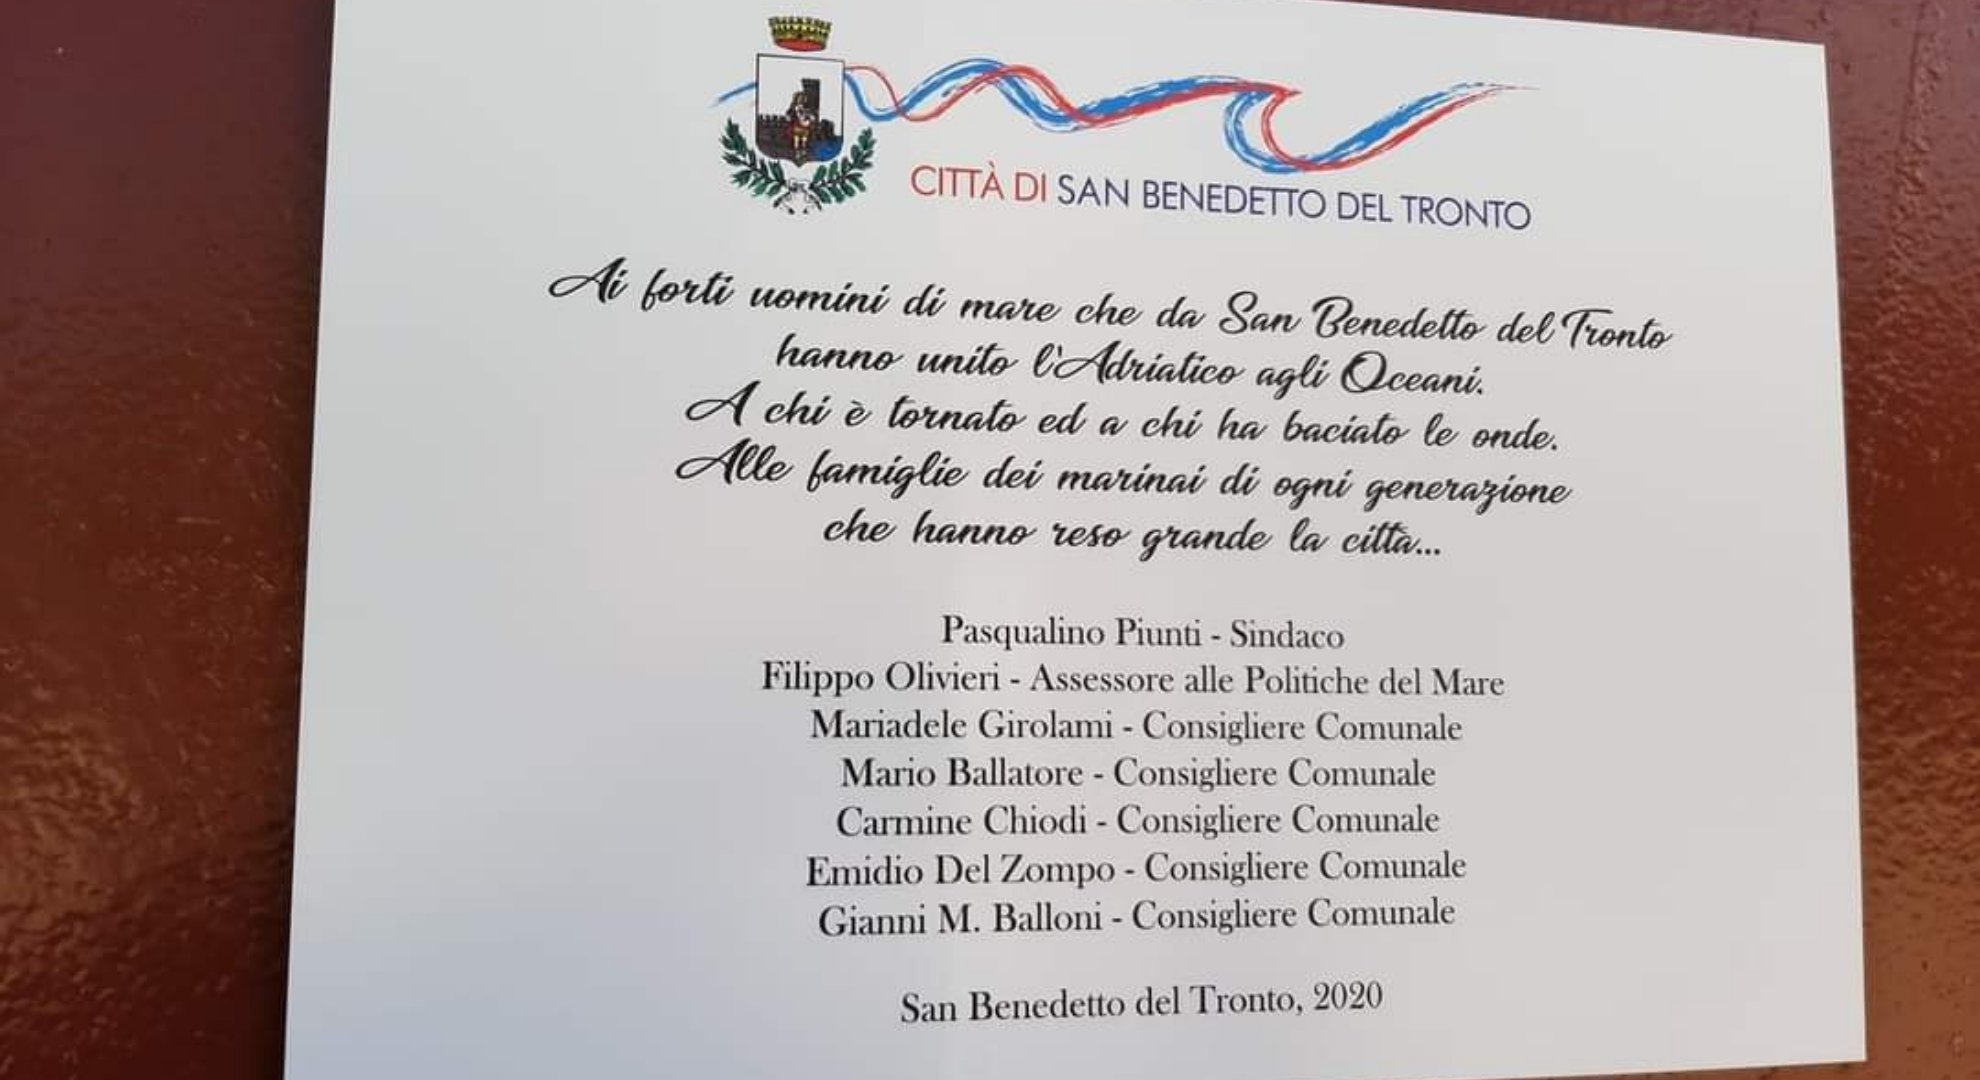 CITTÀ DI SAN BENEDETTO DEL TRONTO
Ai forti uomini di mare che da San Benedetto del Tronto
hanno unito l'Adriatico agli Oceani.
A chi è tornato ed a chi ha baciato le onde.
Alle famiglie dei marinai di ogni generazione
che hanno reso grande la città...
Pasqualino Piunti - Sindaco
Filippo Olivieri - Assessore alle Politiche del Mare
Mariadele Girolami - Consigliere Comunale
Mario Ballatore - Consigliere Comunale
Carmine Chiodi - Consigliere Comunale
Emidio Del Zompo - Consigliere Comunale
Gianni M. Balloni - Consigliere Comunale
San Benedetto del Tronto, 2020